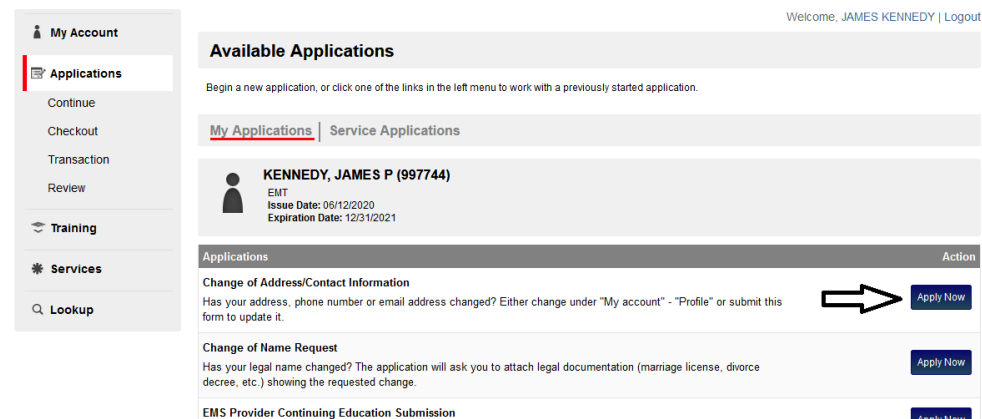 Welcome, JAMES KENNEDY | Logout
My Account
Applications
Continue
Checkout
Transaction
Review
Training
Services
Lookup
Available Applications
Begin a new application, or click one of the links in the left menu to work with a previously started application.
My Applications | Service Applications
KENNEDY, JAMES P (997744)
EMT
Issue Date: 06/12/2020
Expiration Date: 12/31/2021
Applications Action
Change of Address/Contact Information
Has your address, phone number or email address changed? Either change under "My account" - "Profile" or submit this
form to update it.
Apply Now
Change of Name Request
Has your legal name changed? The application will ask you to attach legal documentation (marriage license, divorce
decree, etc.) showing the requested change.
Apply Now
EMS Provider Continuing Education Submission
Apply Now